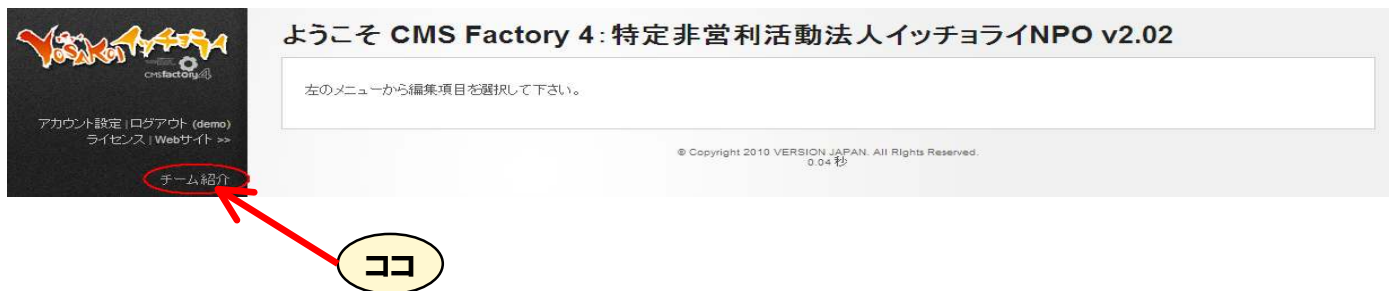 YOSAKOIイッチョライ
CMSfactory4
アカウント設定 | ログアウト (demo)
ライセンス | Webサイト >>
チーム紹介
ようこそ CMS Factory 4:特定非営利活動法人イッチョライNPO v2.02
左のメニューから編集項目を選択して下さい。
© Copyright 2010 VERSION JAPAN. All Rights Reserved.
0.04 秒
ココ